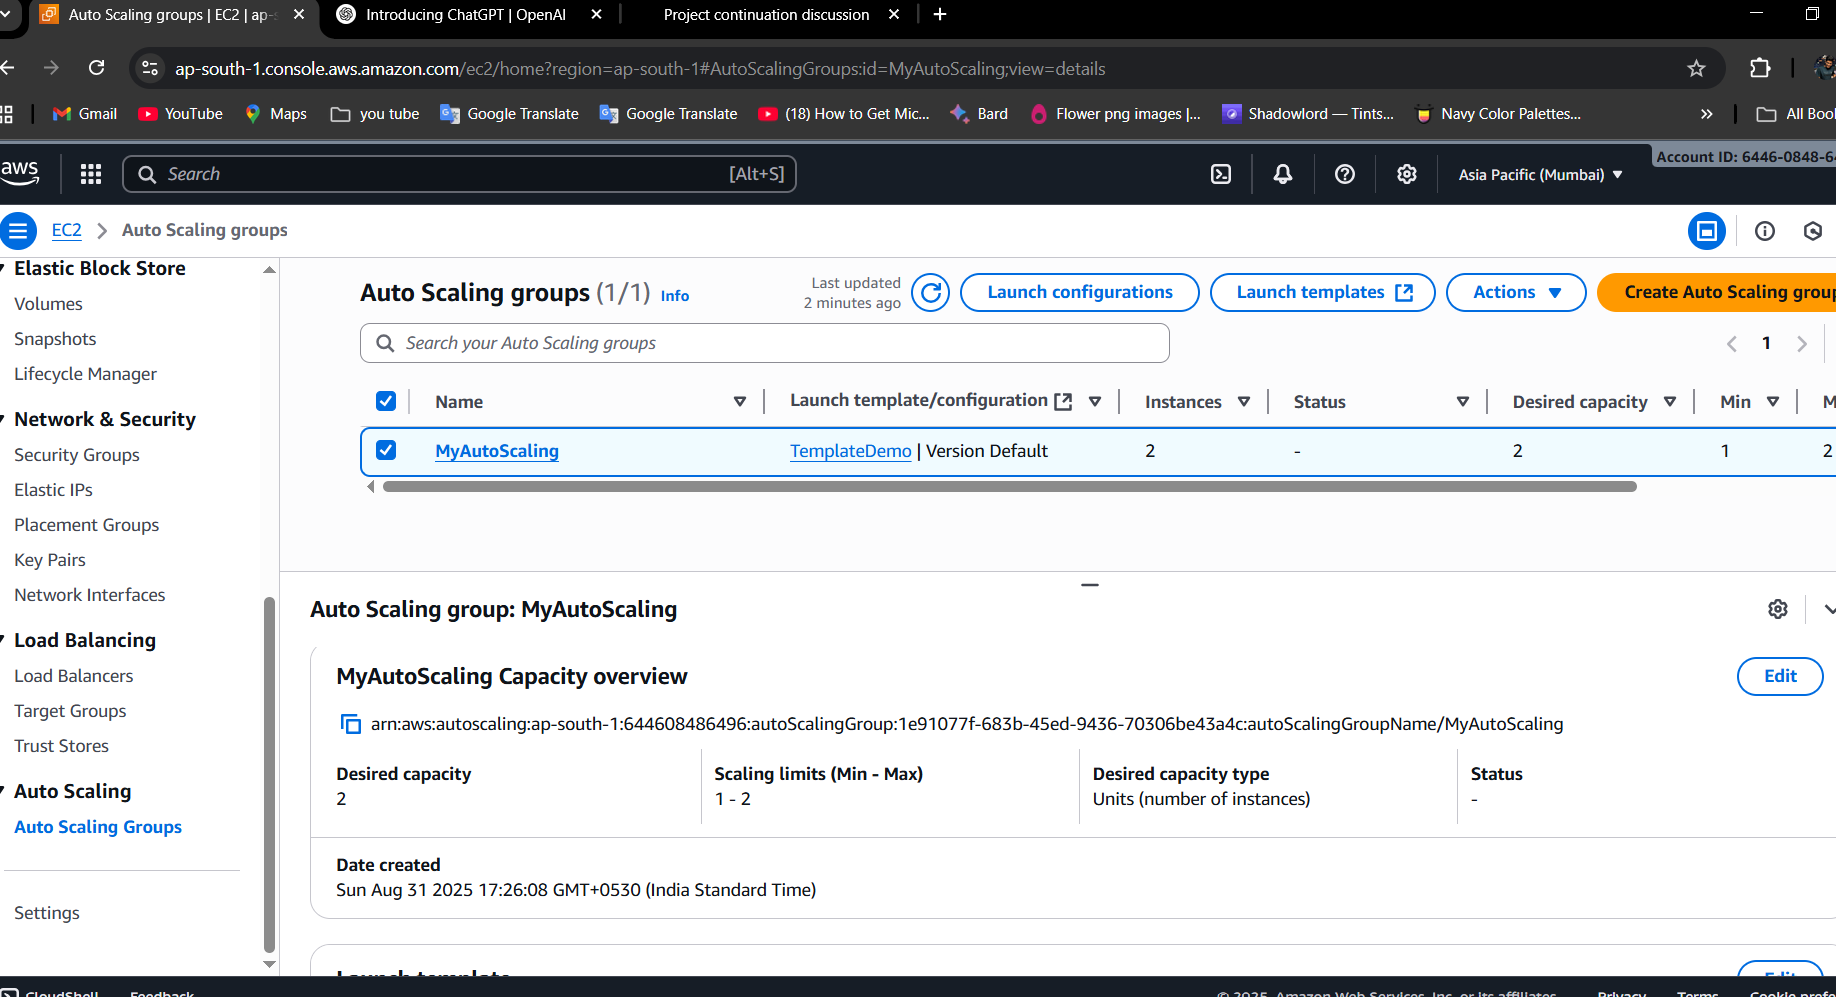 Auto Scaling groups | EC2 | ap-
Introducing ChatGPT | OpenAI
Project continuation discussion
ap-south-1.console.aws.amazon.com/ec2/home?region=ap-south-1#AutoScalingGroups:id=MyAutoScaling;view=details
Gmail
YouTube
Maps
you tube
Google Translate
Google Translate
(18) How to Get Mic...
Bard
Flower png images |...
Shadowlord — Tints...
Navy Color Palettes...
»
All Boo
aws
Search
[Alt+S]
Asia Pacific (Mumbai)
Account ID: 6446-0848-6
EC2
Auto Scaling groups
Elastic Block Store
Volumes
Snapshots
Lifecycle Manager
Network & Security
Security Groups
Elastic IPs
Placement Groups
Key Pairs
Network Interfaces
Load Balancing
Load Balancers
Target Groups
Trust Stores
Auto Scaling
Auto Scaling Groups
Settings
Auto Scaling groups (1/1) Info
Last updated
2 minutes ago
Launch configurations
Launch templates
Actions
Create Auto Scaling group
Search your Auto Scaling groups
1
Name
Launch template/configuration
Instances
Status
Desired capacity
Min
M
MyAutoScaling
TemplateDemo | Version Default
2
-
2
1
2
Auto Scaling group: MyAutoScaling
MyAutoScaling Capacity overview
Edit
arn:aws:autoscaling:ap-south-1:644608486496:autoScalingGroup:1e91077f-683b-45ed-9436-70306be43a4c:autoScalingGroupName/MyAutoScaling
Desired capacity
2
Scaling limits (Min - Max)
1 - 2
Desired capacity type
Units (number of instances)
Status
-
Date created
Sun Aug 31 2025 17:26:08 GMT+0530 (India Standard Time)
Launch template
Edit
CloudShell
Feedback
© 2025, Amazon Web Services, Inc. or its affiliates.
Privacy
Terms
Cookie prefe